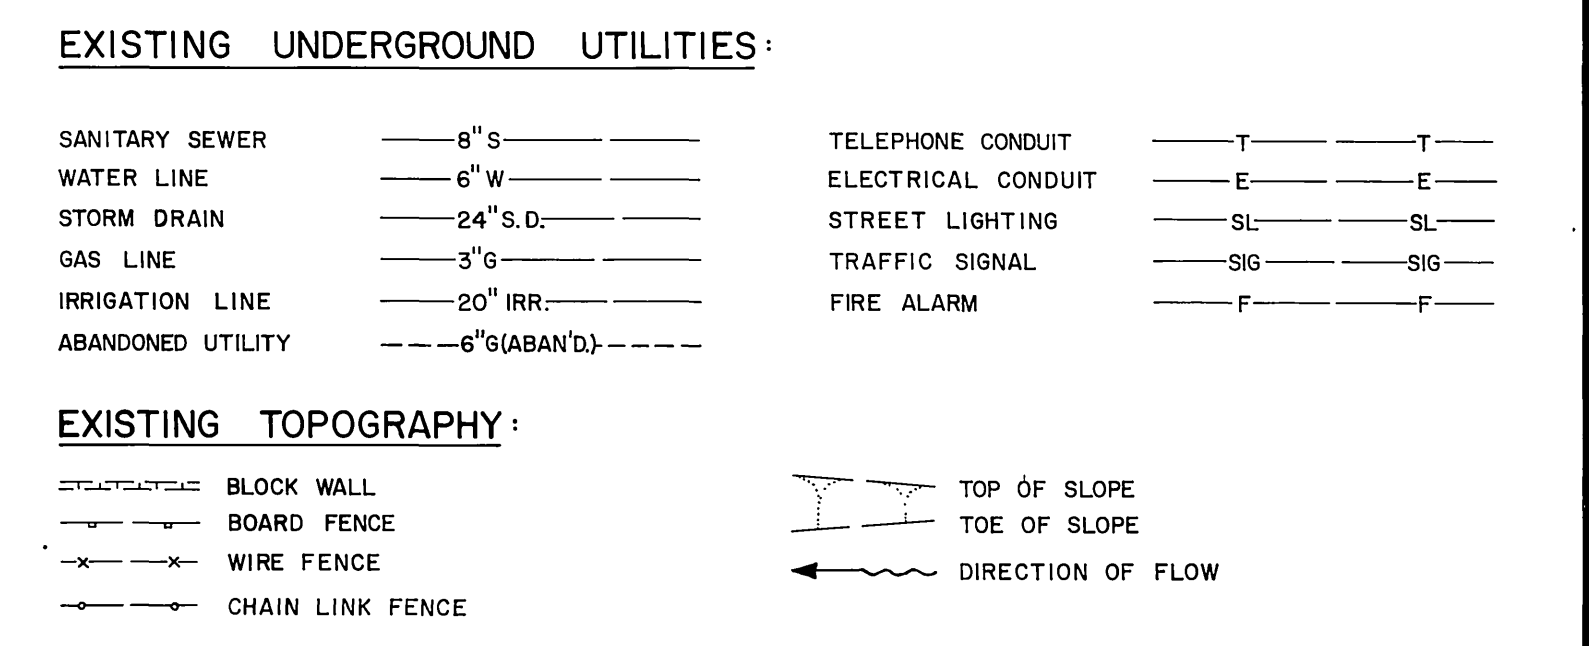 EXISTING UNDERGROUND UTILITIES:
SANITARY SEWER 8" S
WATER LINE 6" W
STORM DRAIN 24" S.D.
GAS LINE 3" G
IRRIGATION LINE 20" IRR.
ABANDONED UTILITY 6" G(ABAN'D.)
TELEPHONE CONDUIT T T
ELECTRICAL CONDUIT E E
STREET LIGHTING SL SL
TRAFFIC SIGNAL SIG SIG
FIRE ALARM F F
EXISTING TOPOGRAPHY:
BLOCK WALL
BOARD FENCE
WIRE FENCE
CHAIN LINK FENCE
TOP OF SLOPE
TOE OF SLOPE
DIRECTION OF FLOW